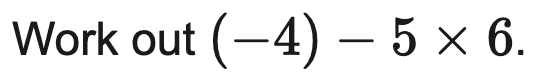 Work out (−4) − 5 × 6.